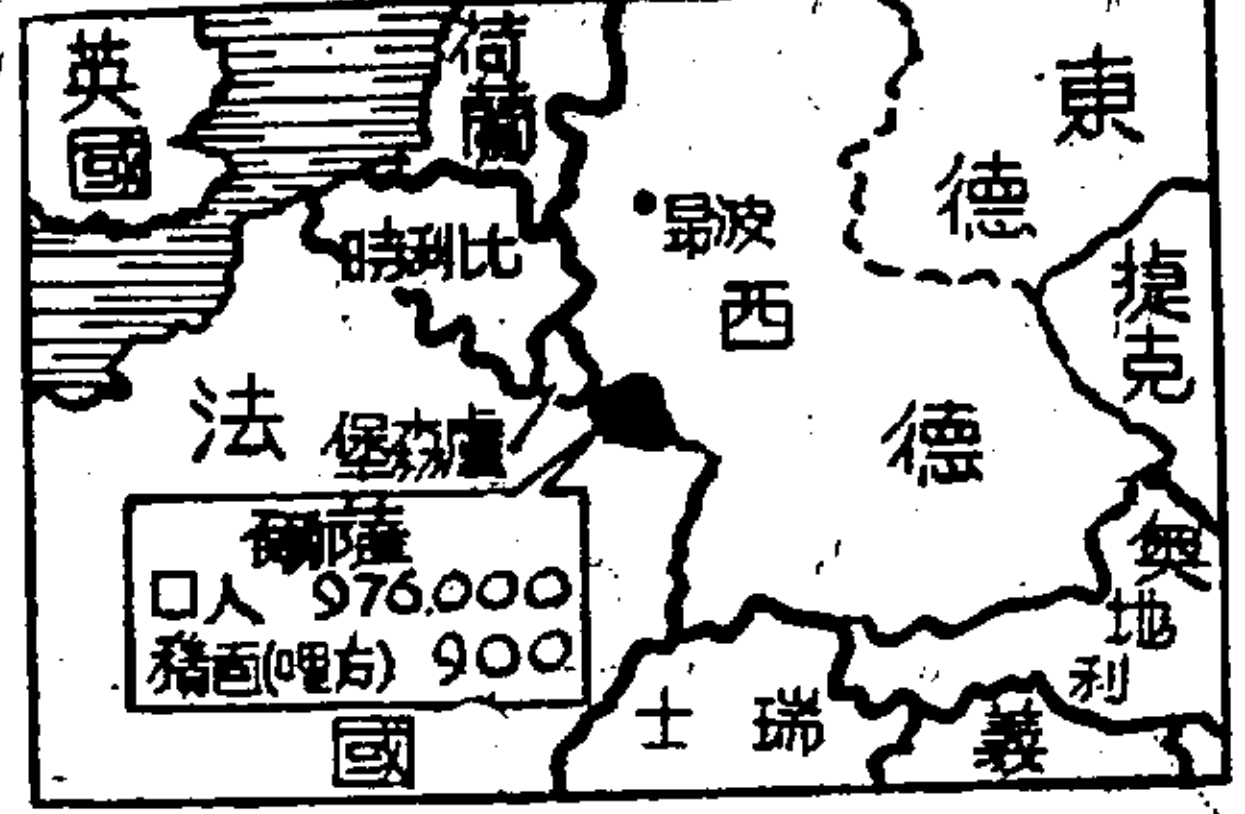 英國
荷蘭
東德
波昂
比利時
西德
捷克
法國
盧森堡
薩爾
人口 976,000
面積(方哩) 900
奧地利
瑞士
義